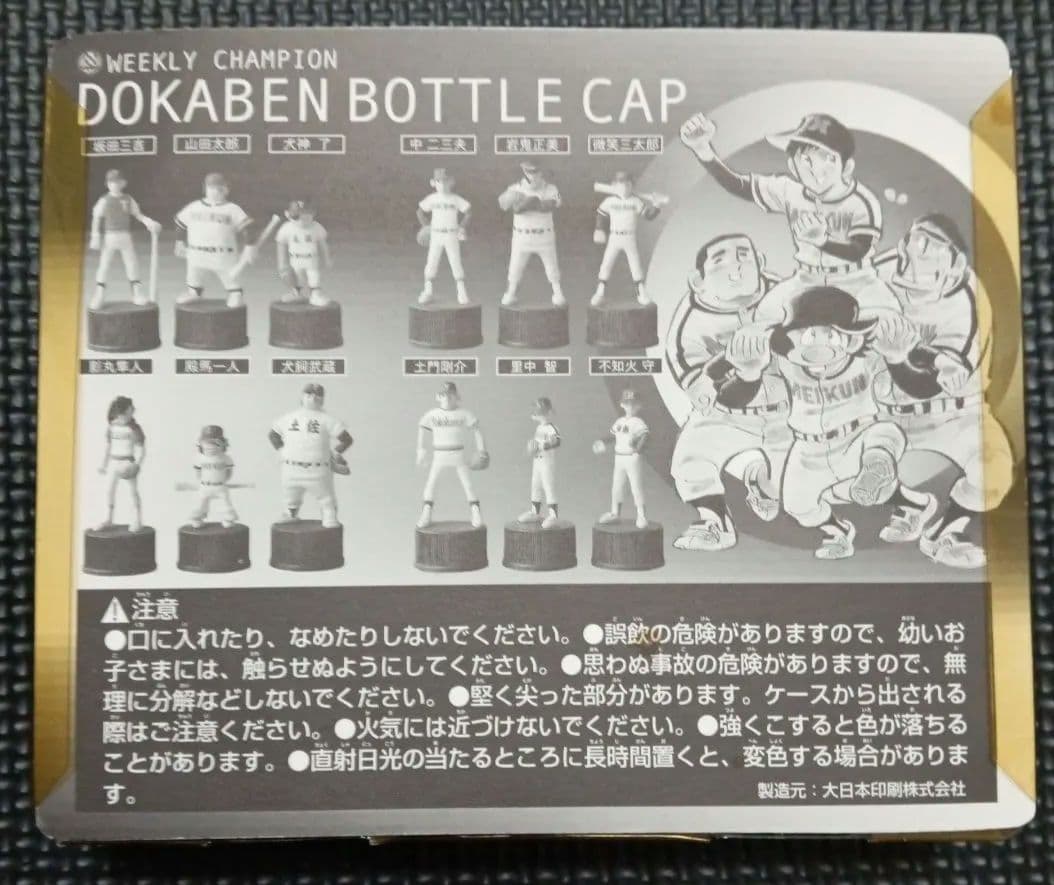 WEEKLY CHAMPION
DOKABEN BOTTLE CAP
坂田三吉 山田太郎 犬神 了 中 二三夫 岩鬼正美 微笑三太郎
影丸隼人 殿馬一人 犬飼武蔵 土門剛介 里中 智 不知火 守
土佐
MEIKUN
注意
●口に入れたり、なめたりしないでください。●誤飲の危険がありますので、幼いお
子さまには、触らせぬようにしてください。●思わぬ事故の危険がありますので、無
理に分解などしないでください。●堅く尖った部分があります。ケースから出される
際はご注意ください。●火気には近づけないでください。●強くこすると色が落ちる
ことがあります。●直射日光の当たるところに長時間置くと、変色する場合がありま
す。
製造元：大日本印刷株式会社